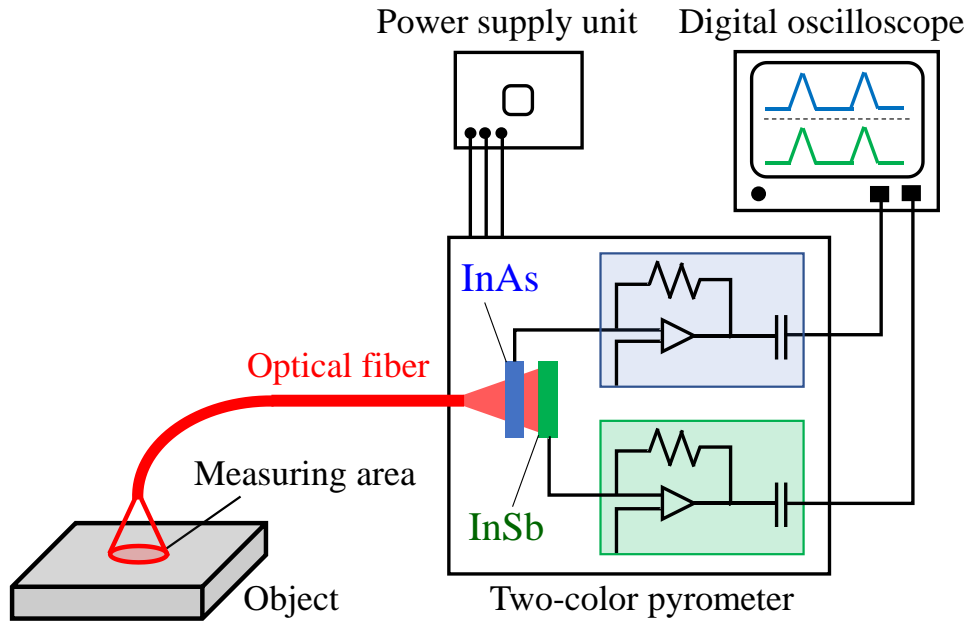 Power supply unit
Digital oscilloscope
InAs
Optical fiber
Measuring area
InSb
Object
Two-color pyrometer